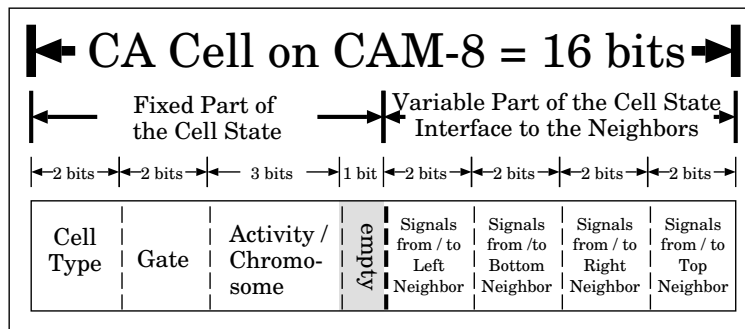 CA Cell on CAM-8 = 16 bits
Fixed Part of
the Cell State
Variable Part of the Cell State
Interface to the Neighbors
2 bits 2 bits 3 bits 1 bit 2 bits 2 bits 2 bits 2 bits
Cell
Type
Gate
Activity /
Chromo-
some
empty
Signals
from / to
Left
Neighbor
Signals
from /to
Bottom
Neighbor
Signals
from / to
Right
Neighbor
Signals
from / to
Top
Neighbor